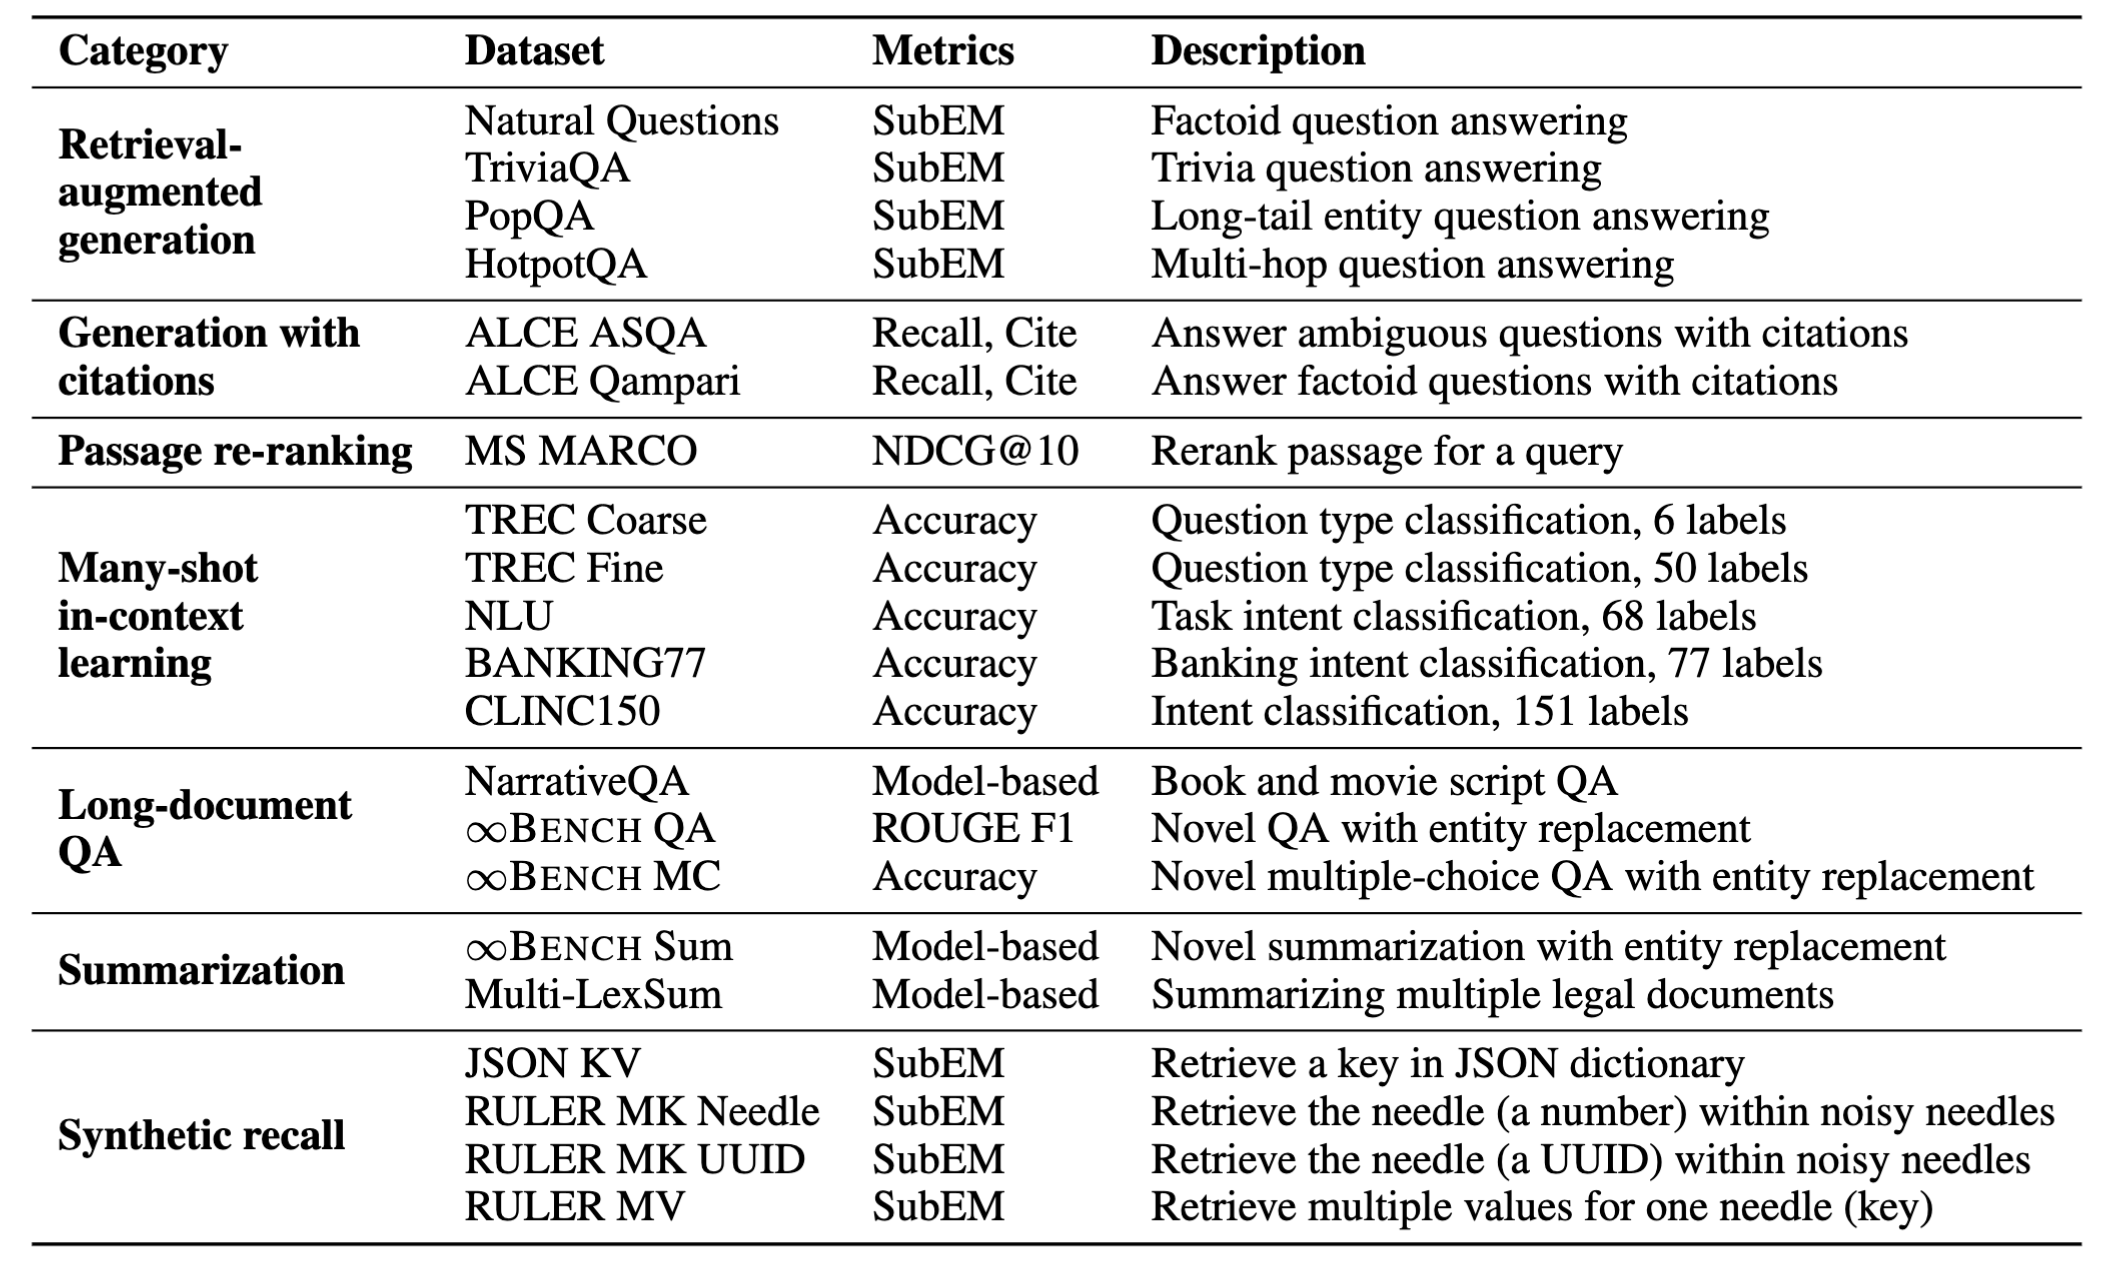 Category Dataset Metrics Description
Retrieval-augmented generation
Natural Questions SubEM Factoid question answering
TriviaQA SubEM Trivia question answering
PopQA SubEM Long-tail entity question answering
HotpotQA SubEM Multi-hop question answering
Generation with citations
ALCE ASQA Recall, Cite Answer ambiguous questions with citations
ALCE Qampari Recall, Cite Answer factoid questions with citations
Passage re-ranking MS MARCO NDCG@10 Rerank passage for a query
Many-shot in-context learning
TREC Coarse Accuracy Question type classification, 6 labels
TREC Fine Accuracy Question type classification, 50 labels
NLU Accuracy Task intent classification, 68 labels
BANKING77 Accuracy Banking intent classification, 77 labels
CLINC150 Accuracy Intent classification, 151 labels
Long-document QA
NarrativeQA Model-based Book and movie script QA
∞BENCH QA ROUGE F1 Novel QA with entity replacement
∞BENCH MC Accuracy Novel multiple-choice QA with entity replacement
Summarization
∞BENCH Sum Model-based Novel summarization with entity replacement
Multi-LexSum Model-based Summarizing multiple legal documents
Synthetic recall
JSON KV SubEM Retrieve a key in JSON dictionary
RULER MK Needle SubEM Retrieve the needle (a number) within noisy needles
RULER MK UUID SubEM Retrieve the needle (a UUID) within noisy needles
RULER MV SubEM Retrieve multiple values for one needle (key)